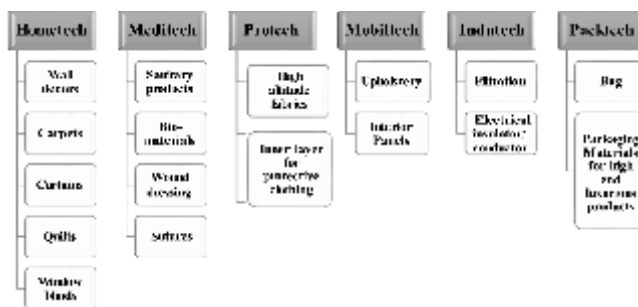 Hometech
Wall
decors
Carpets
Curtains
Quilts
Window
blinds
Meditech
Sanitary
products
Bio-
materials
Wound
dressing
Sutures
Protech
High
altitude
fabrics
Inner layer
for
protective
clothing
Mobiltech
Upholstery
Interior
Panels
Indutech
Filtration
Electrical
insulator/
conductor
Packtech
Bag
Packaging
Materials
for high
end
luxurious
products